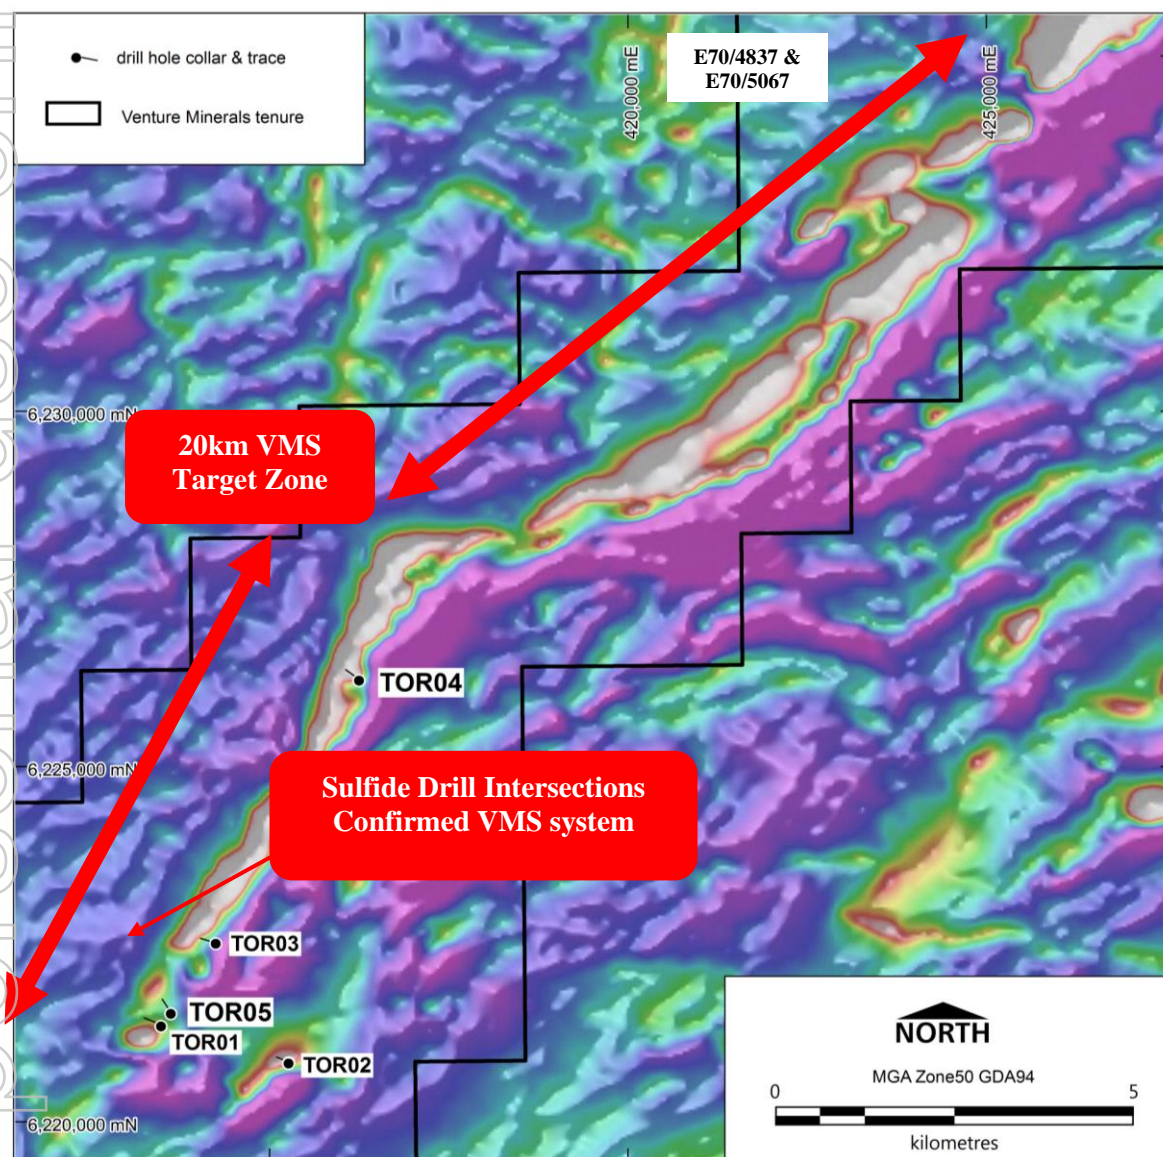 drill hole collar & trace
Venture Minerals tenure
E70/4837 &
E70/5067
420,000 mE
425,000 mE
6,230,000 mN
20km VMS
Target Zone
TOR04
6,225,000 mN
Sulfide Drill Intersections
Confirmed VMS system
TOR03
TOR05
TOR01
TOR02
6,220,000 mN
NORTH
MGA Zone50 GDA94
0 5
kilometres